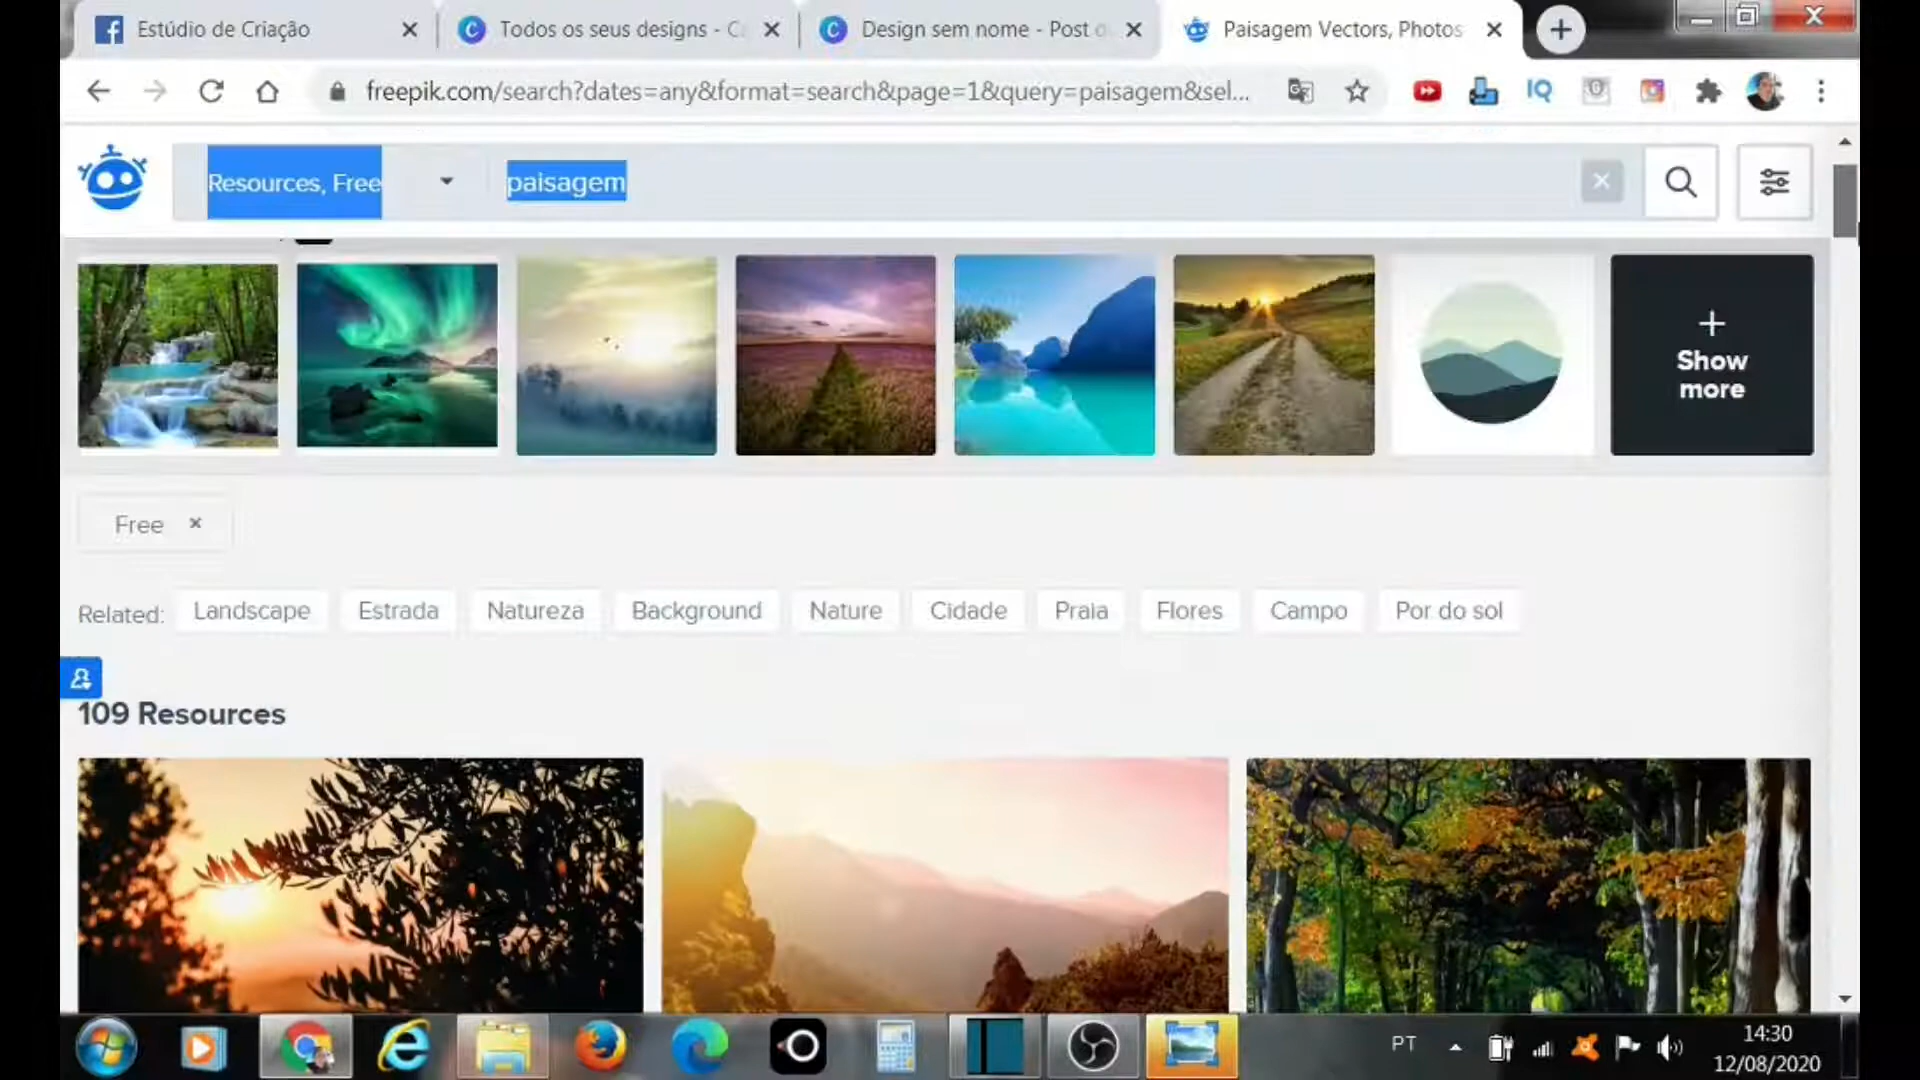 Estúdio de Criação
Todos os seus designs - C
Design sem nome - Post
Paisagem Vectors, Photos
freepik.com/search?dates=any&format=search&page=1&query=paisagem&sel...
IQ
Resources, Free
paisagem
+
Show
more
Free ×
Related: Landscape Estrada Natureza Background Nature Cidade Praia Flores Campo Por do sol
109 Resources
PT
14:30
12/08/2020